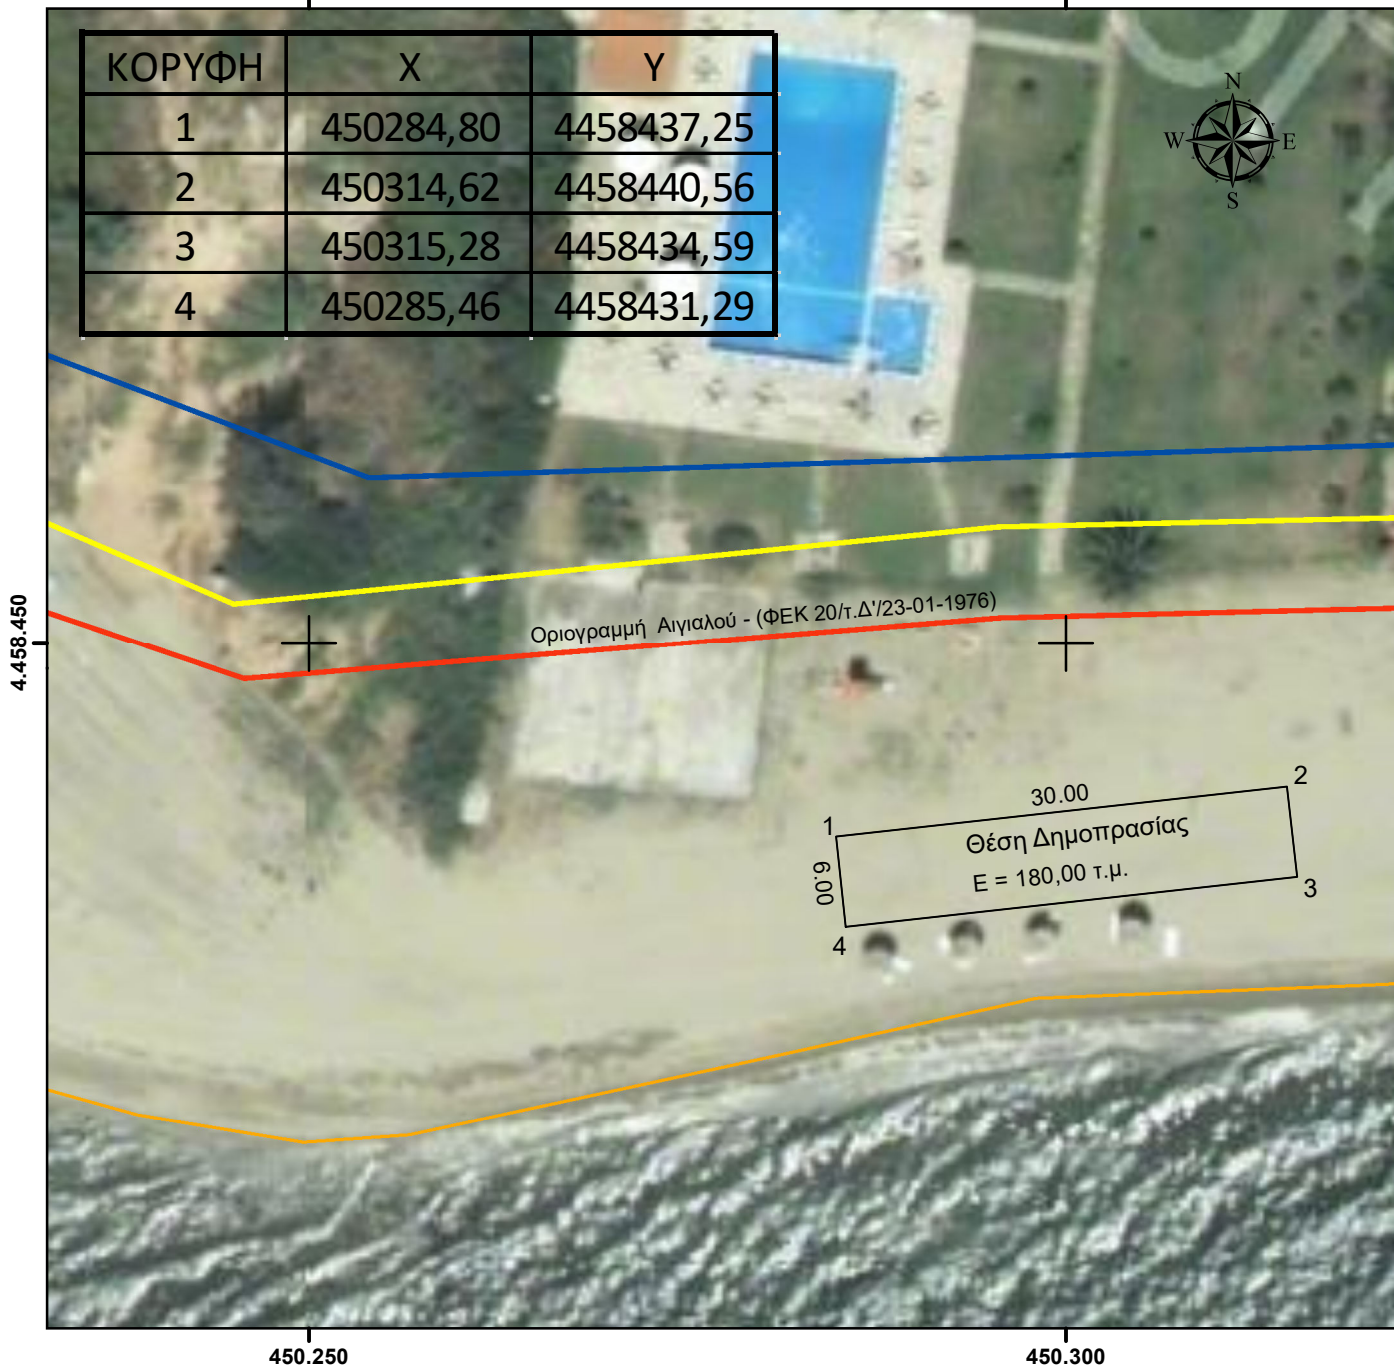 ΚΟΡΥΦΗ X Y
1 450284,80 4458437,25
2 450314,62 4458440,56
3 450315,28 4458434,59
4 450285,46 4458431,29
N
W E
S
4.458.450
Οριογραμμή Αιγιαλού - (ΦΕΚ 20/τ.Δ'/23-01-1976)
30.00
1
2
Θέση Δημοπρασίας
6.00
E = 180,00 τ.μ.
3
4
450.250 450.300